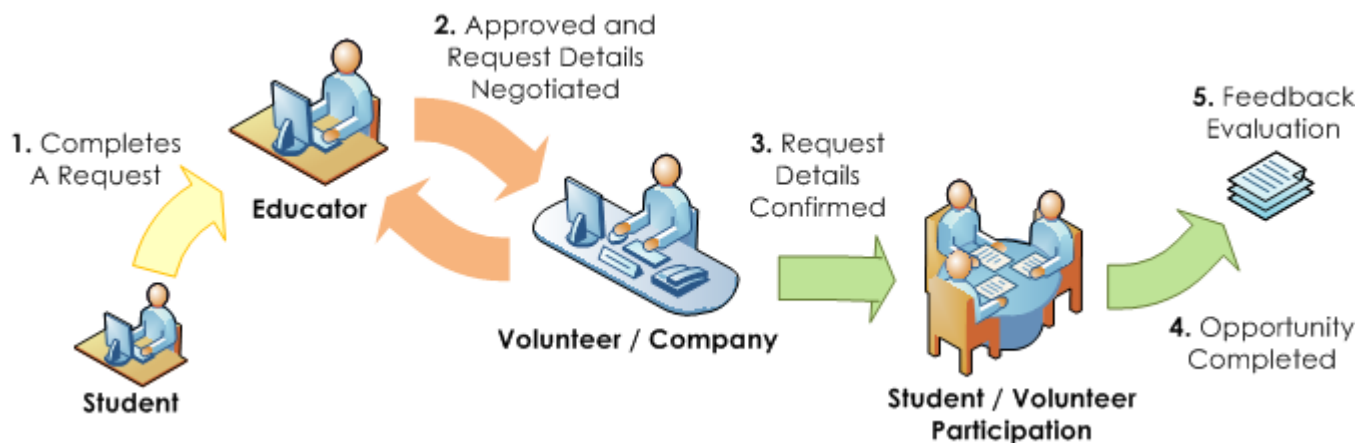 1. Completes
A Request
Student
Educator
2. Approved and
Request Details
Negotiated
Volunteer / Company
3. Request
Details
Confirmed
Student / Volunteer
Participation
4. Opportunity
Completed
5. Feedback
Evaluation